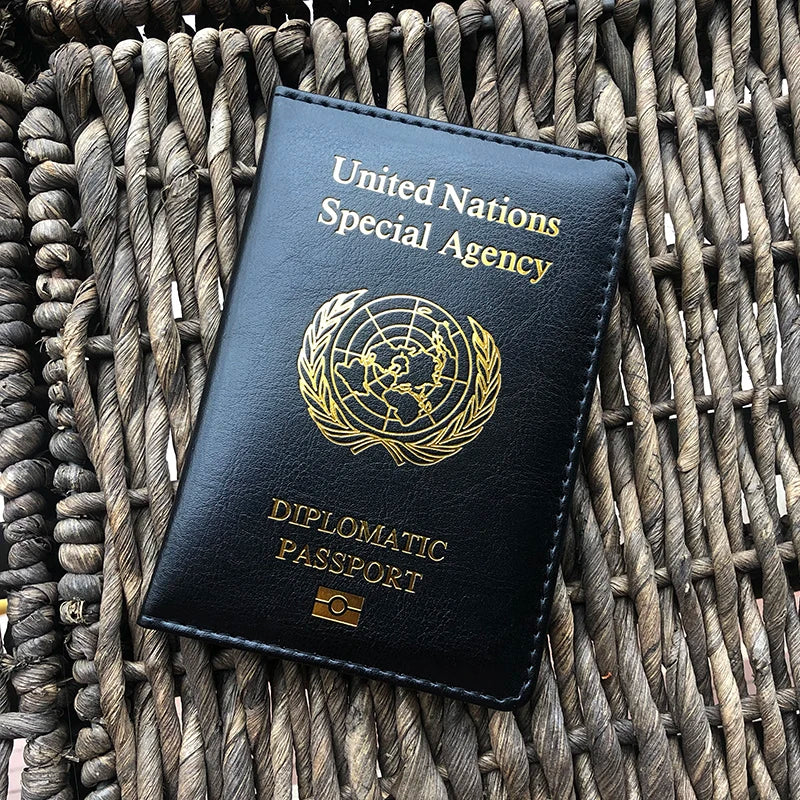 United Nations
Special Agency
DIPLOMATIC
PASSPORT